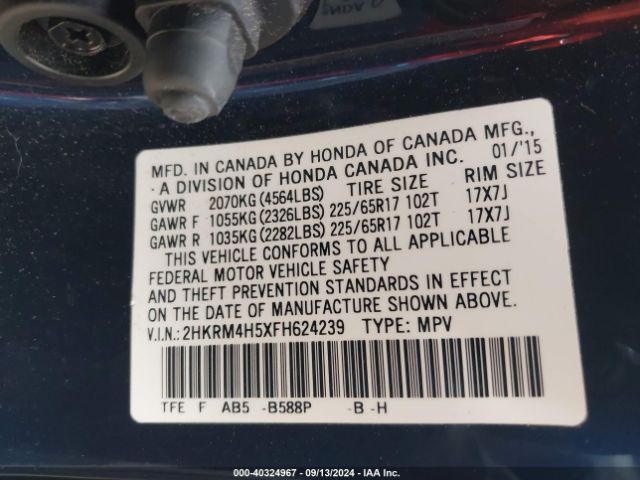 MFD. IN CANADA BY HONDA OF CANADA MFG.,
A DIVISION OF HONDA CANADA INC. 01/'15
GVWR 2070KG (4564LBS) TIRE SIZE RIM SIZE
GAWR F 1055KG (2326LBS) 225/65R17 102T 17X7J
GAWR R 1035KG (2282LBS) 225/65R17 102T 17X7J
THIS VEHICLE CONFORMS TO ALL APPLICABLE
FEDERAL MOTOR VEHICLE SAFETY
AND THEFT PREVENTION STANDARDS IN EFFECT
ON THE DATE OF MANUFACTURE SHOWN ABOVE.
V.I.N.: 2HKRM4H5XFH624239 TYPE: MPV
TFE F AB5 -B588P -B -H
000-40324967 - 09/13/2024 - IAA Inc.